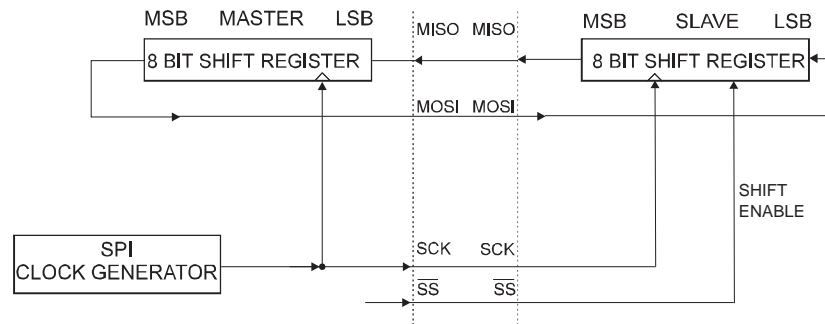 MSB MASTER LSB
MISO MISO
MSB SLAVE LSB
8 BIT SHIFT REGISTER
8 BIT SHIFT REGISTER
MOSI MOSI
SHIFT
ENABLE
SPI
CLOCK GENERATOR
SCK SCK
SS SS